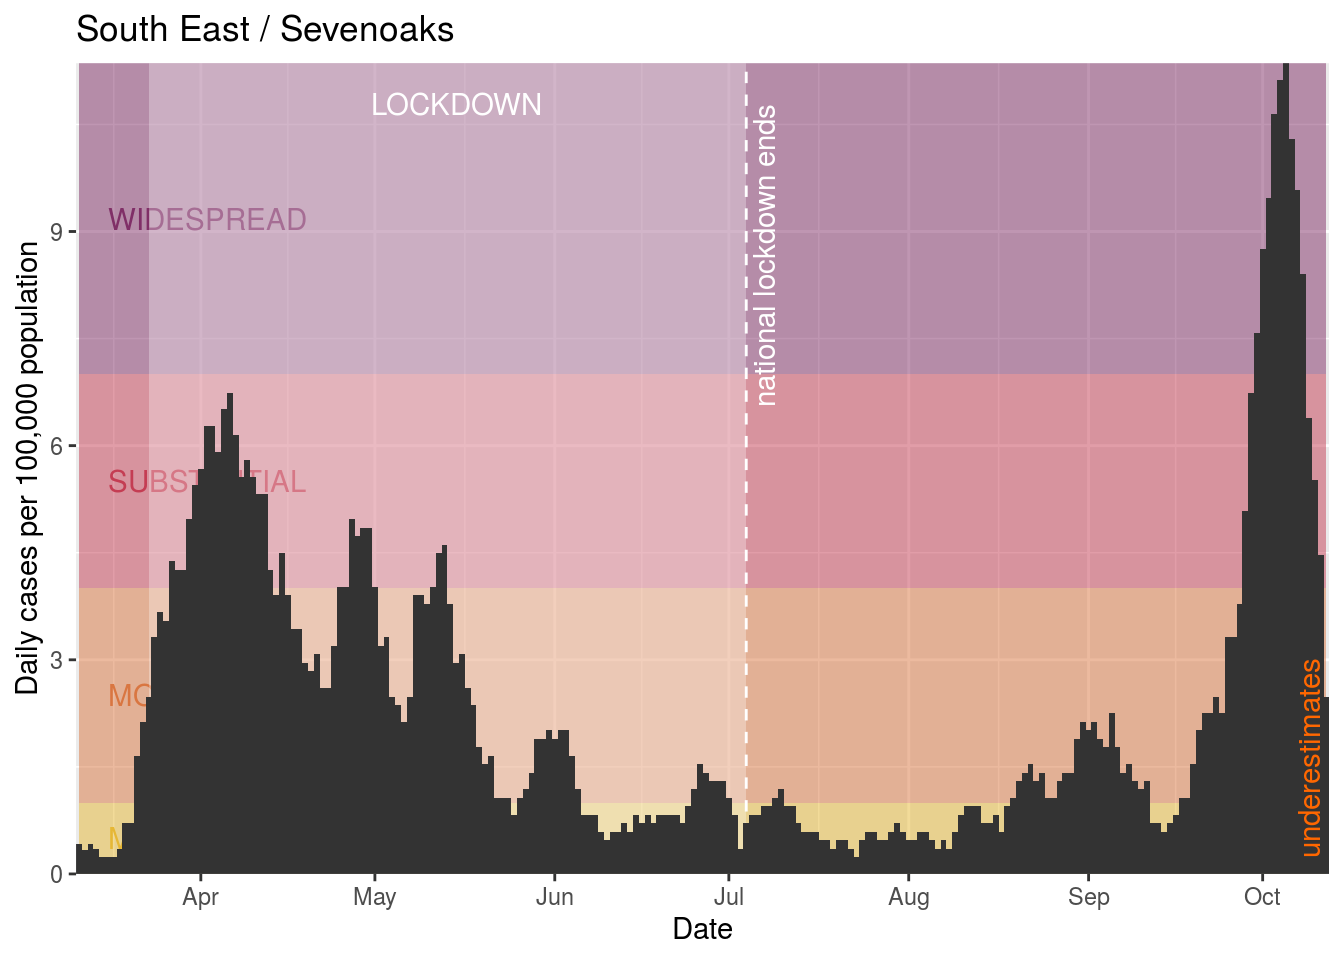 South East / Sevenoaks
LOCKDOWN
national lockdown ends
WIDESPREAD
SUBSTANTIAL
underestimates
9
6
3
0
Daily cases per 100,000 population
Apr May Jun Jul Aug Sep Oct
Date